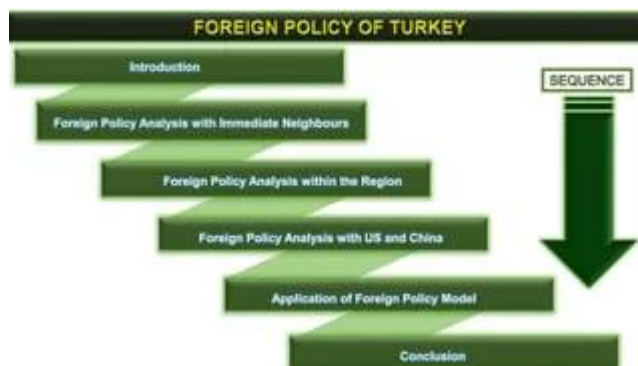 FOREIGN POLICY OF TURKEY
Introduction
SEQUENCE
Foreign Policy Analysis with Immediate Neighbours
Foreign Policy Analysis within the Region
Foreign Policy Analysis with US and China
Application of Foreign Policy Model
Conclusion